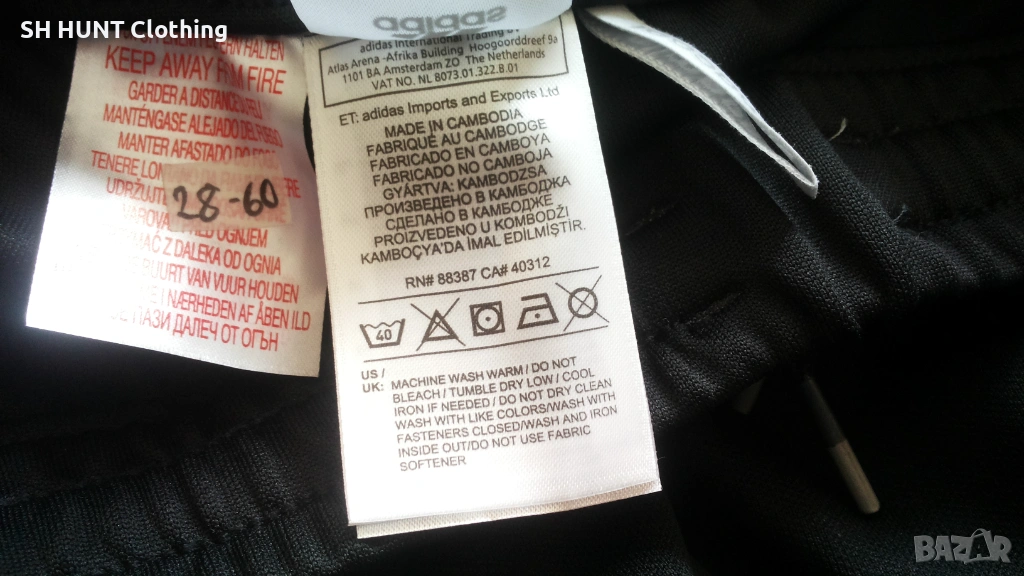 SH HUNT Clothing
KEEP AWAY FIRE
GARDER A DISTANCE
MANTÉNGASE ALEJADO DEL
MANTER AFASTADO
TENERE
28-60
OGNJEM
Z DALEKA OD OGNIA
BUURT VAN VUUR HOUDEN
I NÆRHEDEN AF ÅBEN ILD
ПАЗИ ДАЛЕЧ ОТ ОГЪН
adidas
adidas International Trading
Atlas Arena -Afrika Building Hoogoorddreef 9a
1101 BA Amsterdam ZO The Netherlands
VAT NO. NL 8073.01.322.B.01
ET: adidas Imports and Exports Ltd
MADE IN CAMBODIA
FABRIQUÉ AU CAMBODGE
FABRICADO EN CAMBOYA
FABRICADO NO CAMBOJA
GYÁRTVA: KAMBODZSA
ПРОИЗВЕДЕНО В КАМБОДЖА
СДЕЛАНО В КАМБОДЖЕ
PROIZVEDENO U KOMBODŽI
KAMBOÇYA'DA İMAL EDİLMİŞTİR.
RN# 88387 CA# 40312
40
US /
UK: MACHINE WASH WARM / DO NOT
BLEACH / TUMBLE DRY LOW / COOL
IRON IF NEEDED / DO NOT DRY CLEAN
WASH WITH LIKE COLORS/WASH WITH
FASTENERS CLOSED/WASH AND IRON
INSIDE OUT/DO NOT USE FABRIC
SOFTENER
BAZAR